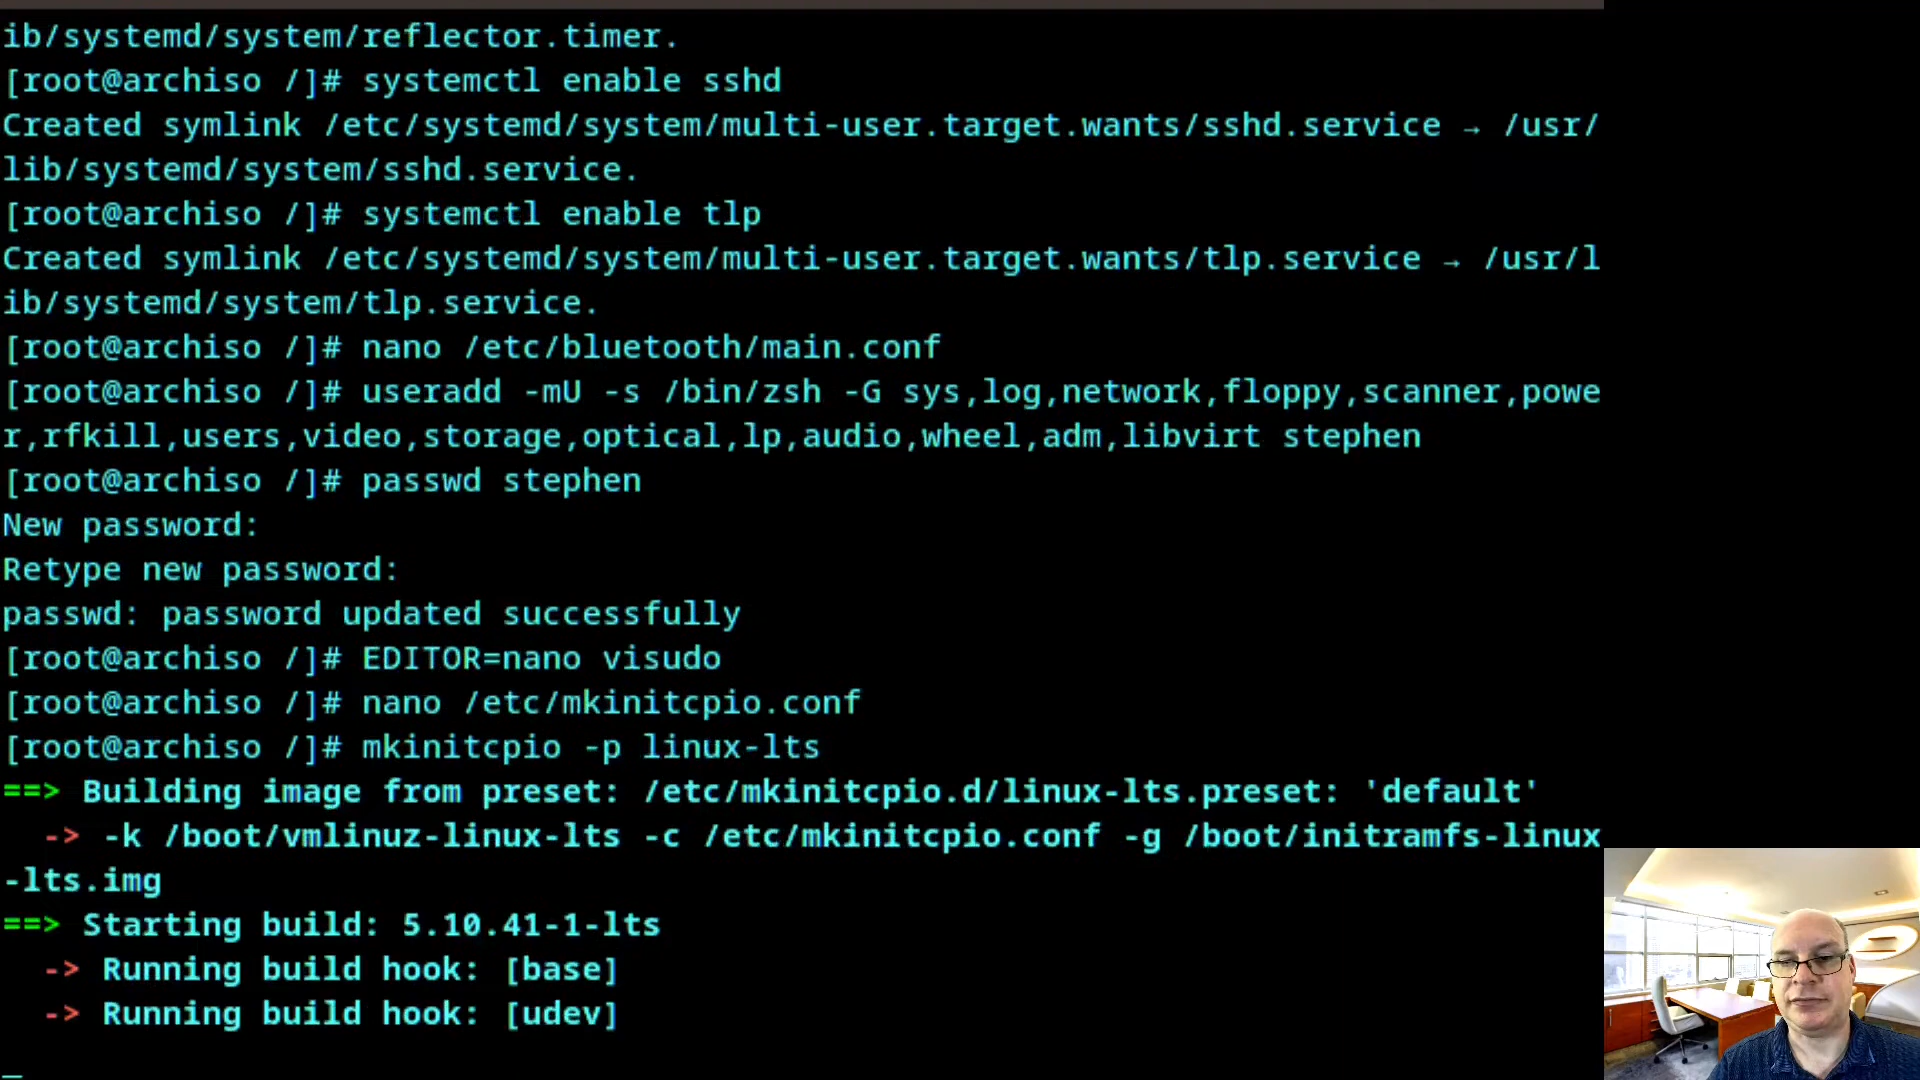 ib/systemd/system/reflector.timer.
[root@archiso /]# systemctl enable sshd
Created symlink /etc/systemd/system/multi-user.target.wants/sshd.service → /usr/
lib/systemd/system/sshd.service.
[root@archiso /]# systemctl enable tlp
Created symlink /etc/systemd/system/multi-user.target.wants/tlp.service → /usr/l
ib/systemd/system/tlp.service.
[root@archiso /]# nano /etc/bluetooth/main.conf
[root@archiso /]# useradd -mU -s /bin/zsh -G sys,log,network,floppy,scanner,powe
r,rfkill,users,video,storage,optical,lp,audio,wheel,adm,libvirt stephen
[root@archiso /]# passwd stephen
New password:
Retype new password:
passwd: password updated successfully
[root@archiso /]# EDITOR=nano visudo
[root@archiso /]# nano /etc/mkinitcpio.conf
[root@archiso /]# mkinitcpio -p linux-lts
==> Building image from preset: /etc/mkinitcpio.d/linux-lts.preset: 'default'
  -> -k /boot/vmlinuz-linux-lts -c /etc/mkinitcpio.conf -g /boot/initramfs-linux
-lts.img
==> Starting build: 5.10.41-1-lts
  -> Running build hook: [base]
  -> Running build hook: [udev]